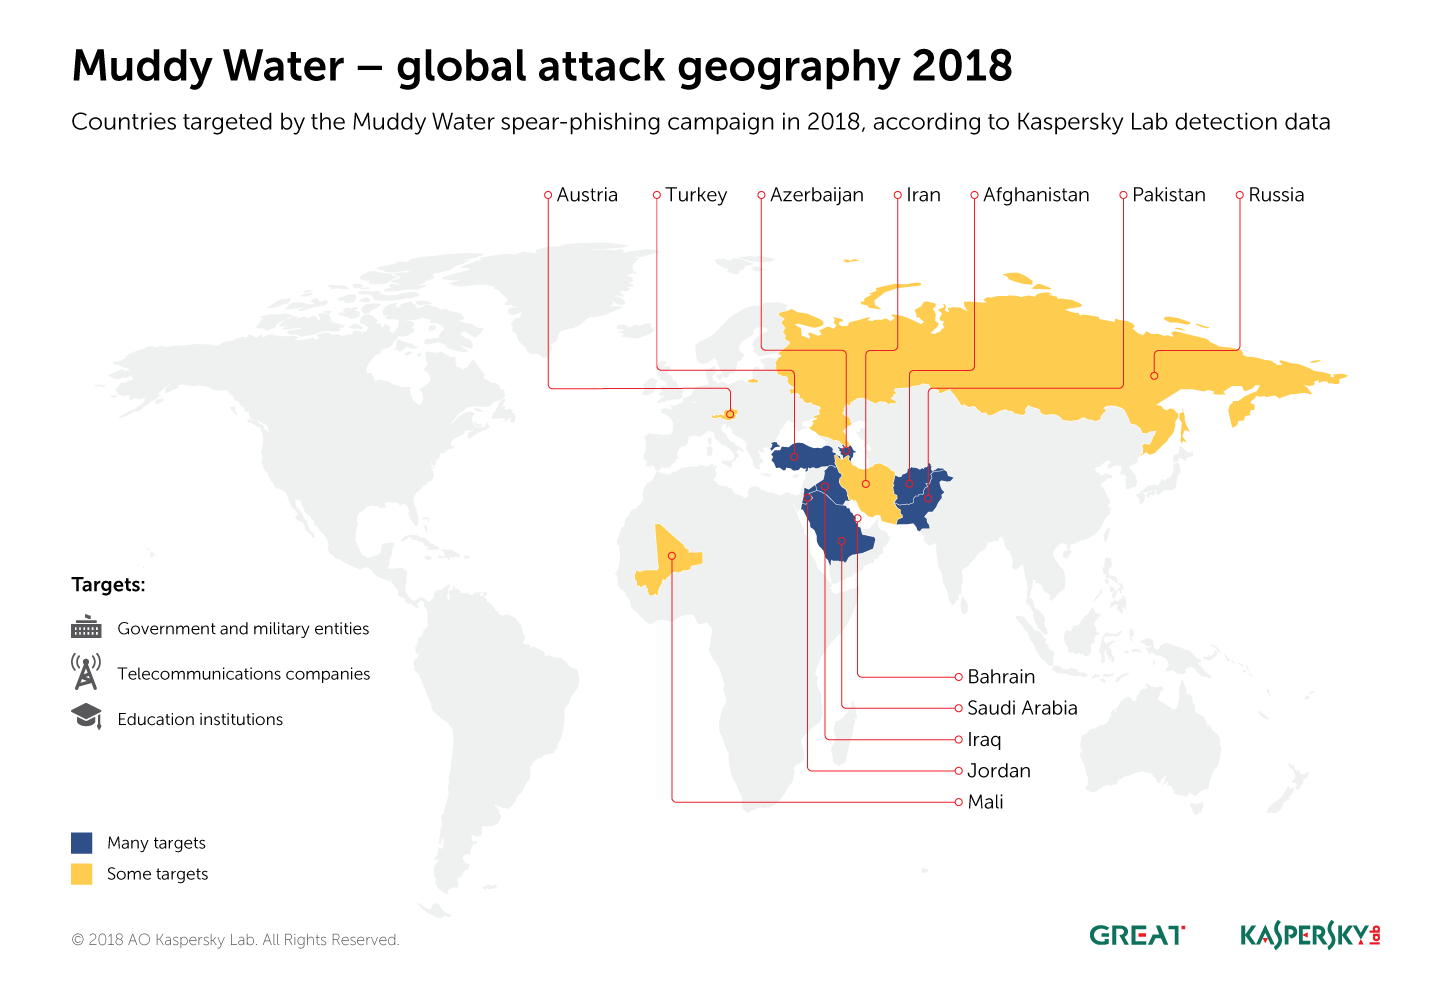 Muddy Water – global attack geography 2018
Countries targeted by the Muddy Water spear-phishing campaign in 2018, according to Kaspersky Lab detection data
Austria
Turkey
Azerbaijan
Iran
Afghanistan
Pakistan
Russia
Bahrain
Saudi Arabia
Iraq
Jordan
Mali
Targets:
Government and military entities
Telecommunications companies
Education institutions
Many targets
Some targets
© 2018 AO Kaspersky Lab. All Rights Reserved.
GREAT
KASPERSKY lab